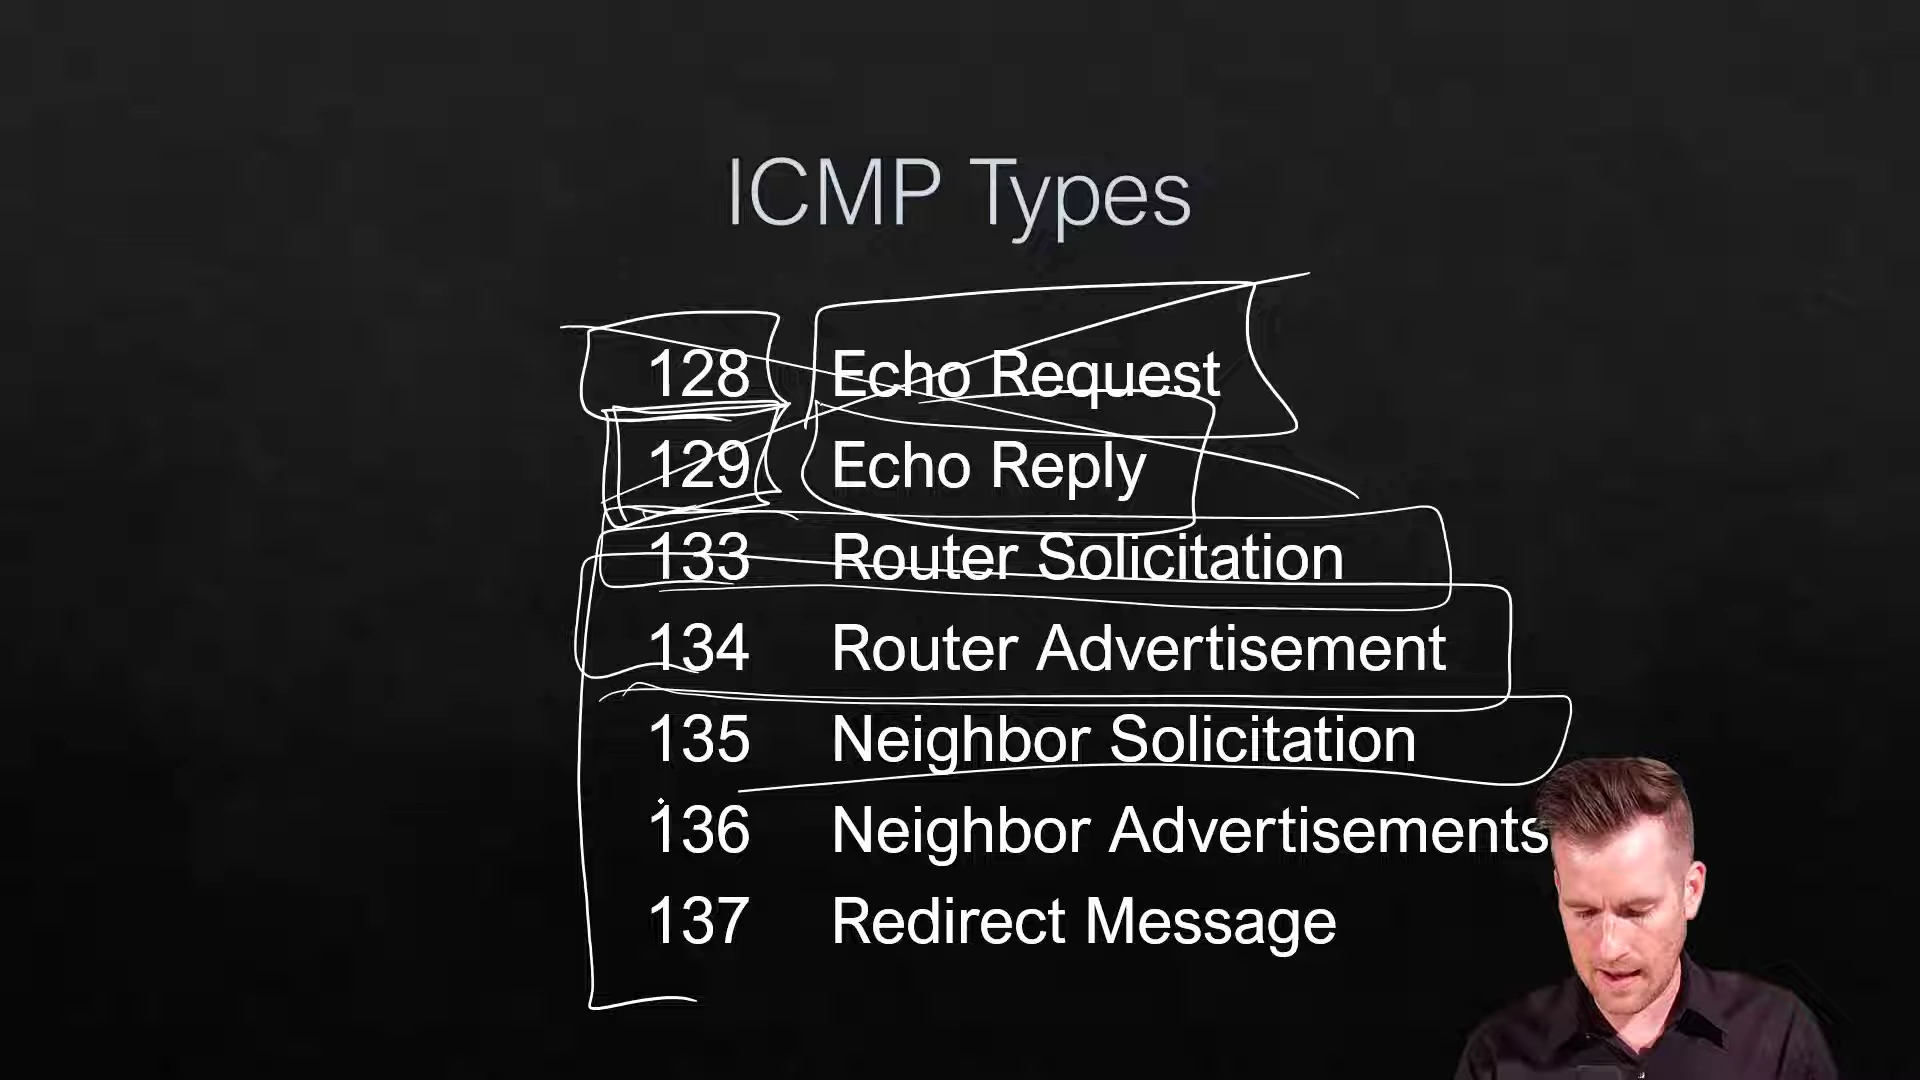 ICMP Types
128 Echo Request
129 Echo Reply
133 Router Solicitation
134 Router Advertisement
135 Neighbor Solicitation
136 Neighbor Advertisements
137 Redirect Message